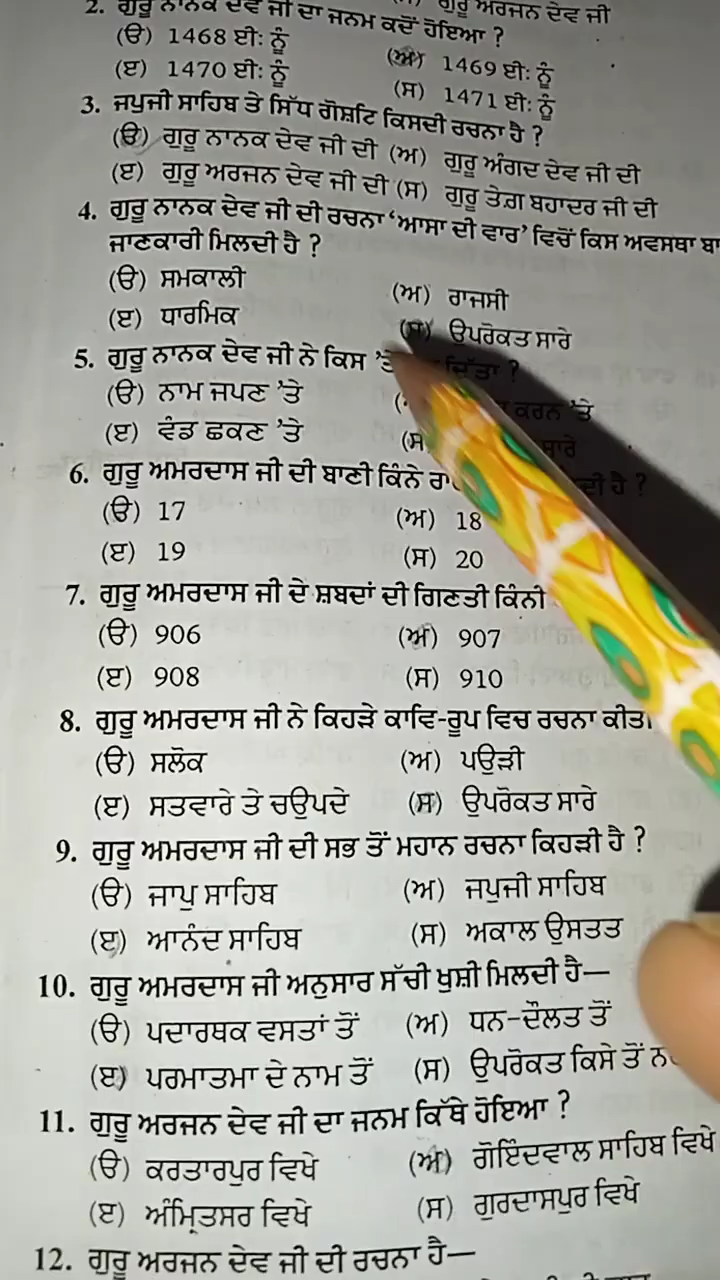 ਗੁਰੂ ਅਰਜਨ ਦੇਵ ਜੀ
2. ਗੁਰੂ ਨਾਨਕ ਦੇਵ ਜੀ ਦਾ ਜਨਮ ਕਦੋਂ ਹੋਇਆ ?
(ੳ) 1468 ਈ: ਨੂੰ (ਅ) 1469 ਈ: ਨੂੰ
(ੲ) 1470 ਈ: ਨੂੰ (ਸ) 1471 ਈ: ਨੂੰ
3. ਜਪੁਜੀ ਸਾਹਿਬ ਤੇ ਸਿੱਧ ਗੋਸ਼ਟਿ ਕਿਸਦੀ ਰਚਨਾ ਹੈ ?
(ੳ) ਗੁਰੂ ਨਾਨਕ ਦੇਵ ਜੀ ਦੀ (ਅ) ਗੁਰੂ ਅੰਗਦ ਦੇਵ ਜੀ ਦੀ
(ੲ) ਗੁਰੂ ਅਰਜਨ ਦੇਵ ਜੀ ਦੀ (ਸ) ਗੁਰੂ ਤੇਗ਼ ਬਹਾਦਰ ਜੀ ਦੀ
4. ਗੁਰੂ ਨਾਨਕ ਦੇਵ ਜੀ ਦੀ ਰਚਨਾ ‘ਆਸਾ ਦੀ ਵਾਰ’ ਵਿਚੋਂ ਕਿਸ ਅਵਸਥਾ
ਜਾਣਕਾਰੀ ਮਿਲਦੀ ਹੈ ?
(ੳ) ਸਮਕਾਲੀ (ਅ) ਰਾਜਸੀ
(ੲ) ਧਾਰਮਿਕ (ਸ) ਉਪਰੋਕਤ ਸਾਰੇ
5. ਗੁਰੂ ਨਾਨਕ ਦੇਵ ਜੀ ਨੇ ਕਿਸ ’ਤੇ ਦਿੱਤਾ ?
(ੳ) ਨਾਮ ਜਪਣ ’ਤੇ ਕਰਨ ’ਤੇ
(ੲ) ਵੰਡ ਛਕਣ ’ਤੇ (ਸ ਸਾਰੇ
6. ਗੁਰੂ ਅਮਰਦਾਸ ਜੀ ਦੀ ਬਾਣੀ ਕਿੰਨੇ ਹੈ ?
(ੳ) 17 (ਅ) 18
(ੲ) 19 (ਸ) 20
7. ਗੁਰੂ ਅਮਰਦਾਸ ਜੀ ਦੇ ਸ਼ਬਦਾਂ ਦੀ ਗਿਣਤੀ ਕਿੰਨੀ
(ੳ) 906 (ਅ) 907
(ੲ) 908 (ਸ) 910
8. ਗੁਰੂ ਅਮਰਦਾਸ ਜੀ ਨੇ ਕਿਹੜੇ ਕਾਵਿ-ਰੂਪ ਵਿਚ ਰਚਨਾ ਕੀਤੀ
(ੳ) ਸਲੋਕ (ਅ) ਪਉੜੀ
(ੲ) ਸਤਵਾਰੇ ਤੇ ਚਉਪਦੇ (ਸ) ਉਪਰੋਕਤ ਸਾਰੇ
9. ਗੁਰੂ ਅਮਰਦਾਸ ਜੀ ਦੀ ਸਭ ਤੋਂ ਮਹਾਨ ਰਚਨਾ ਕਿਹੜੀ ਹੈ ?
(ੳ) ਜਾਪੁ ਸਾਹਿਬ (ਅ) ਜਪੁਜੀ ਸਾਹਿਬ
(ੲ) ਆਨੰਦ ਸਾਹਿਬ (ਸ) ਅਕਾਲ ਉਸਤਤ
10. ਗੁਰੂ ਅਮਰਦਾਸ ਜੀ ਅਨੁਸਾਰ ਸੱਚੀ ਖੁਸ਼ੀ ਮਿਲਦੀ ਹੈ—
(ੳ) ਪਦਾਰਥਕ ਵਸਤਾਂ ਤੋਂ (ਅ) ਧਨ-ਦੌਲਤ ਤੋਂ
(ੲ) ਪਰਮਾਤਮਾ ਦੇ ਨਾਮ ਤੋਂ (ਸ) ਉਪਰੋਕਤ ਕਿਸੇ ਤੋਂ
11. ਗੁਰੂ ਅਰਜਨ ਦੇਵ ਜੀ ਦਾ ਜਨਮ ਕਿੱਥੇ ਹੋਇਆ ?
(ੳ) ਕਰਤਾਰਪੁਰ ਵਿਖੇ (ਅ) ਗੋਇੰਦਵਾਲ ਸਾਹਿਬ ਵਿਖੇ
(ੲ) ਅੰਮ੍ਰਿਤਸਰ ਵਿਖੇ (ਸ) ਗੁਰਦਾਸਪੁਰ ਵਿਖੇ
12. ਗੁਰੂ ਅਰਜਨ ਦੇਵ ਜੀ ਦੀ ਰਚਨਾ ਹੈ—